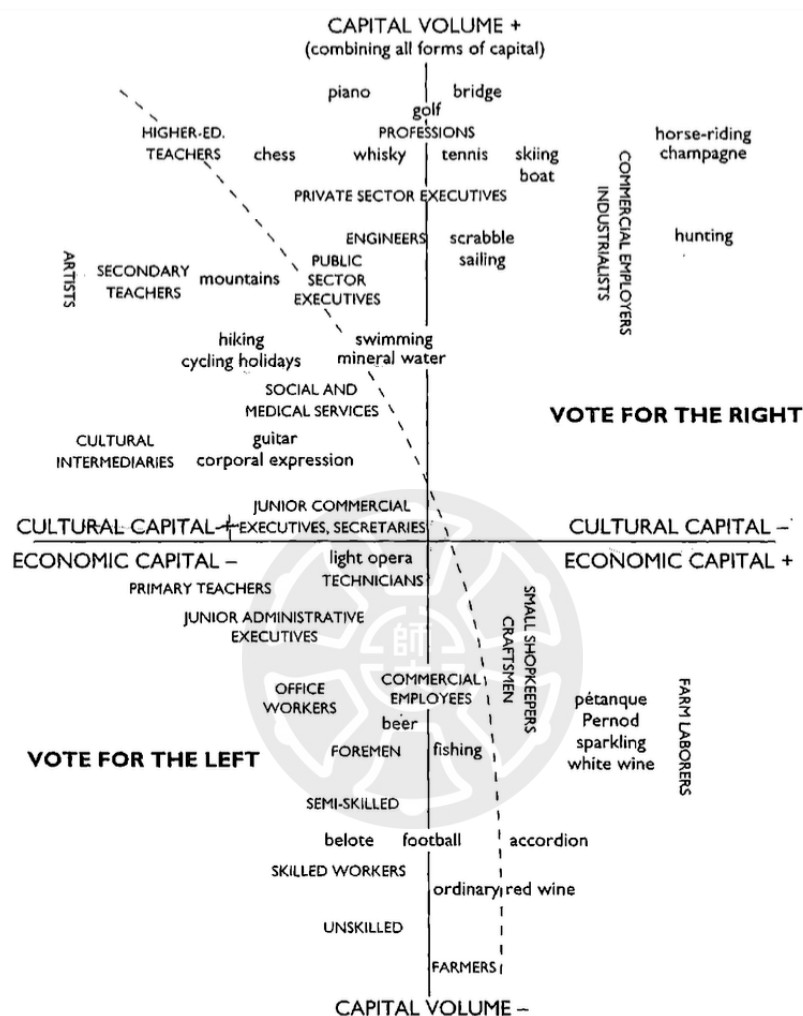 CAPITAL VOLUME +
(combining all forms of capital)
piano
bridge
golf
HIGHER-ED.
TEACHERS
PROFESSIONS
chess
whisky
tennis
skiing
boat
horse-riding
champagne
PRIVATE SECTOR EXECUTIVES
COMMERCIAL EMPLOYERS
INDUSTRIALISTS
ENGINEERS
scrabble
sailing
hunting
ARTISTS
SECONDARY
TEACHERS
mountains
PUBLIC
SECTOR
EXECUTIVES
hiking
cycling holidays
swimming
mineral water
SOCIAL AND
MEDICAL SERVICES
VOTE FOR THE RIGHT
CULTURAL
INTERMEDIARIES
guitar
corporal expression
JUNIOR COMMERCIAL
EXECUTIVES, SECRETARIES
CULTURAL CAPITAL +
CULTURAL CAPITAL –
ECONOMIC CAPITAL –
ECONOMIC CAPITAL +
light opera
TECHNICIANS
PRIMARY TEACHERS
JUNIOR ADMINISTRATIVE
EXECUTIVES
SMALL SHOPKEEPERS
CRAFTSMEN
師大
OFFICE
WORKERS
COMMERCIAL
EMPLOYEES
pétanque
Pernod
sparkling
white wine
FARM LABORERS
beer
VOTE FOR THE LEFT
FOREMEN
fishing
SEMI-SKILLED
belote
football
accordion
SKILLED WORKERS
ordinary red wine
UNSKILLED
FARMERS
CAPITAL VOLUME –